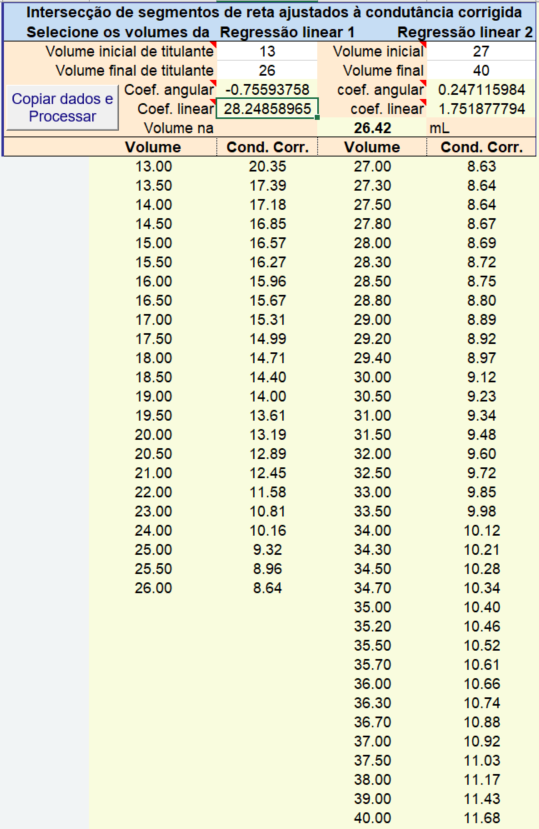 Intersecção de segmentos de reta ajustados à condutância corrigida
Selecione os volumes da Regressão linear 1 Regressão linear 2
Volume inicial de titulante 13 Volume inicial 27
Volume final de titulante 26 Volume final 40
Copiar dados e Processar Coef. angular -0.75593758 coef. angular 0.247115984
Coef. linear 28.24858965 coef. linear 1.751877794
Volume na 26.42 mL
Volume Cond. Corr. Volume Cond. Corr.
13.00 20.35 27.00 8.63
13.50 17.39 27.30 8.64
14.00 17.18 27.50 8.64
14.50 16.85 27.80 8.67
15.00 16.57 28.00 8.69
15.50 16.27 28.30 8.72
16.00 15.96 28.50 8.75
16.50 15.67 28.80 8.80
17.00 15.31 29.00 8.89
17.50 14.99 29.20 8.92
18.00 14.71 29.40 8.97
18.50 14.40 30.00 9.12
19.00 14.00 30.50 9.23
19.50 13.61 31.00 9.34
20.00 13.19 31.50 9.48
20.50 12.89 32.00 9.60
21.00 12.45 32.50 9.72
22.00 11.58 33.00 9.85
23.00 10.81 33.50 9.98
24.00 10.16 34.00 10.12
25.00 9.32 34.30 10.21
25.50 8.96 34.50 10.28
26.00 8.64 34.70 10.34
35.00 10.40
35.20 10.46
35.50 10.52
35.70 10.61
36.00 10.66
36.30 10.74
36.70 10.88
37.00 10.92
37.50 11.03
38.00 11.17
39.00 11.43
40.00 11.68